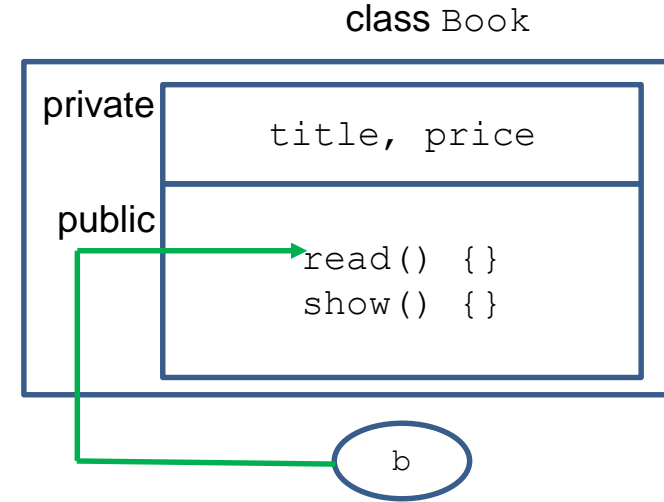 class Book
private
title, price
public
read() {}
show() {}
b